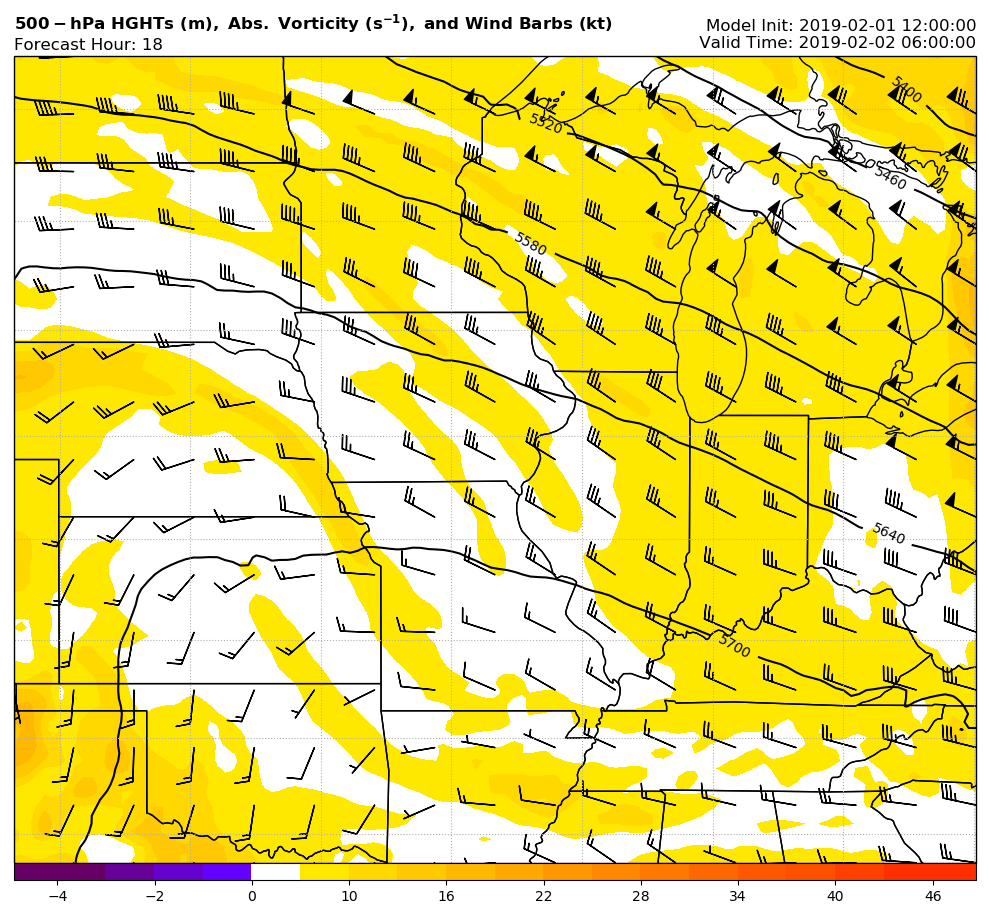 500 − hPa HGHTs (m), Abs. Vorticity (s⁻¹), and Wind Barbs (kt)
Model Init: 2019-02-01 12:00:00
Forecast Hour: 18
Valid Time: 2019-02-02 06:00:00
5400
5520
5460
5580
5640
5700
−4 −2 0 10 16 22 28 34 40 46